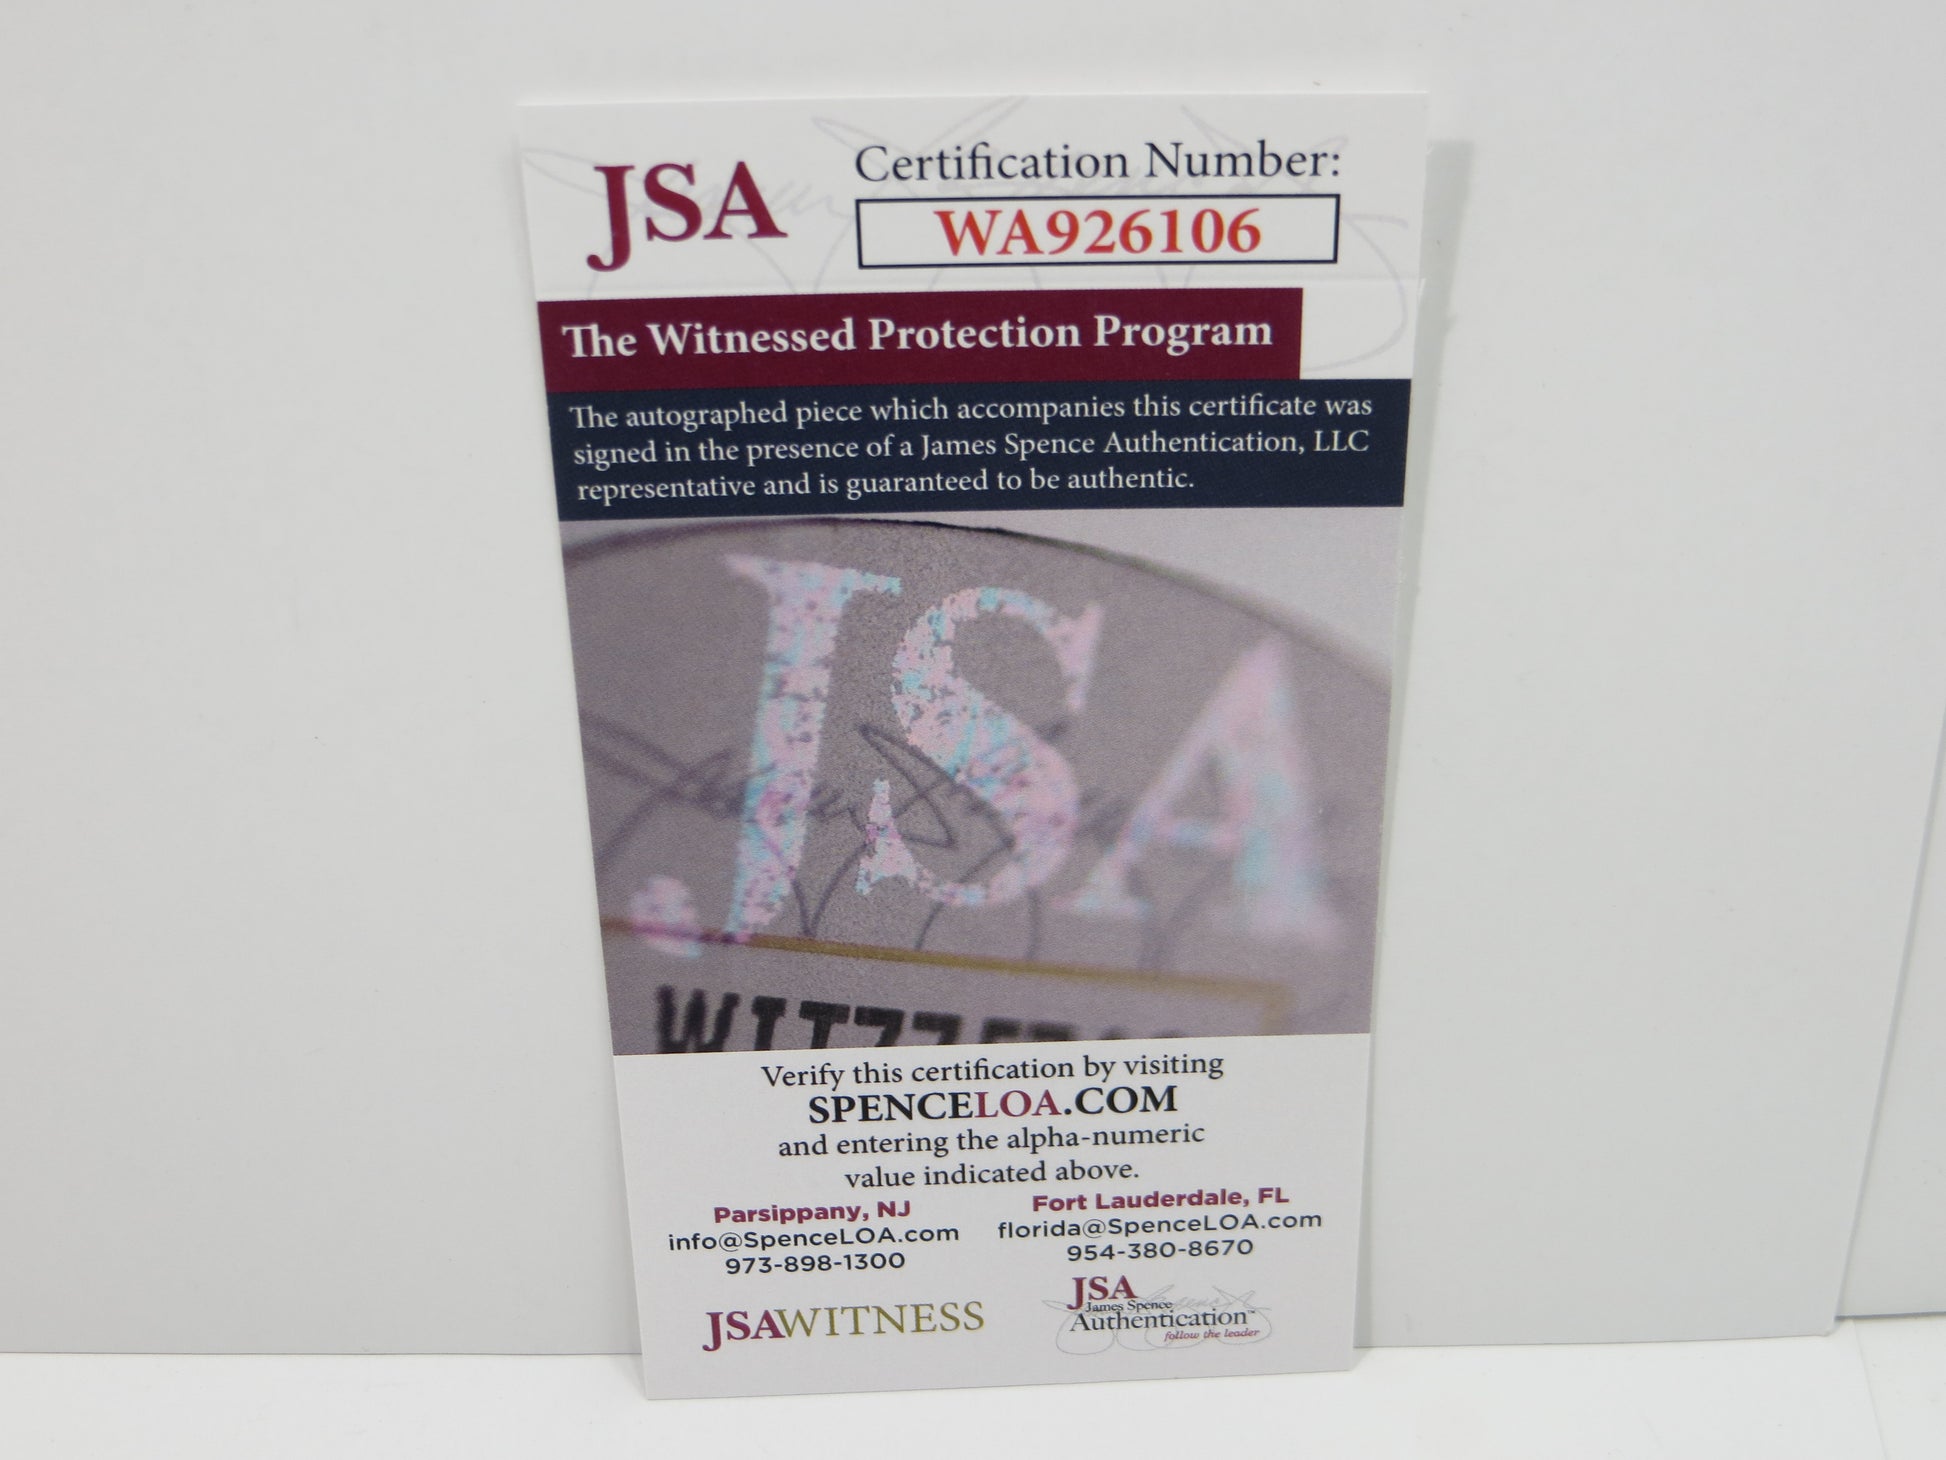 JSA
Certification Number:
WA926106
The Witnessed Protection Program
The autographed piece which accompanies this certificate was
signed in the presence of a James Spence Authentication, LLC
representative and is guaranteed to be authentic.
JSA
Verify this certification by visiting
SPENCELOA.COM
and entering the alpha-numeric
value indicated above.
Parsippany, NJ
info@SpenceLOA.com
973-898-1300
Fort Lauderdale, FL
florida@SpenceLOA.com
954-380-8670
JSAWITNESS
JSA
James Spence
Authentication™
follow the leader